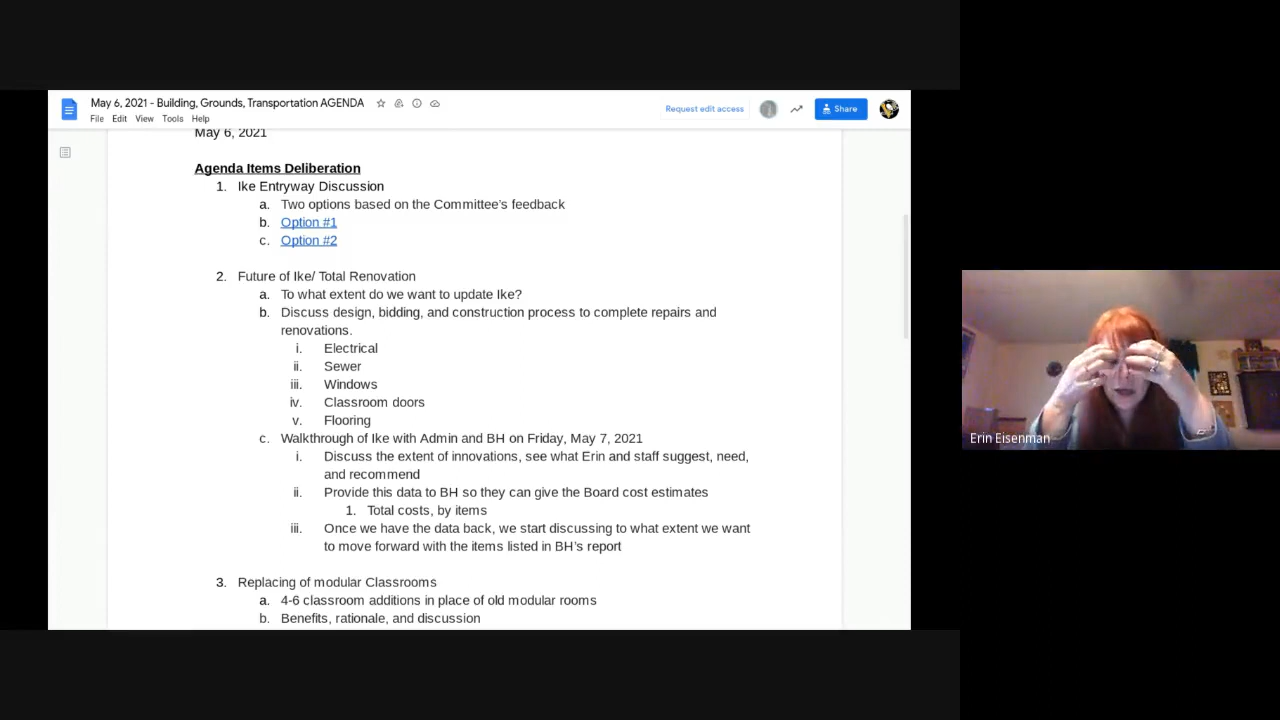 May 6, 2021 - Building, Grounds, Transportation AGENDA
File Edit View Tools Help
Request edit access
Share
May 6, 2021
Agenda Items Deliberation
1. Ike Entryway Discussion
a. Two options based on the Committee's feedback
b. Option #1
c. Option #2
2. Future of Ike/ Total Renovation
a. To what extent do we want to update Ike?
b. Discuss design, bidding, and construction process to complete repairs and
renovations.
i. Electrical
ii. Sewer
iii. Windows
iv. Classroom doors
v. Flooring
c. Walkthrough of Ike with Admin and BH on Friday, May 7, 2021
i. Discuss the extent of innovations, see what Erin and staff suggest, need,
and recommend
ii. Provide this data to BH so they can give the Board cost estimates
1. Total costs, by items
iii. Once we have the data back, we start discussing to what extent we want
to move forward with the items listed in BH's report
3. Replacing of modular Classrooms
a. 4-6 classroom additions in place of old modular rooms
b. Benefits, rationale, and discussion
Erin Eisenman